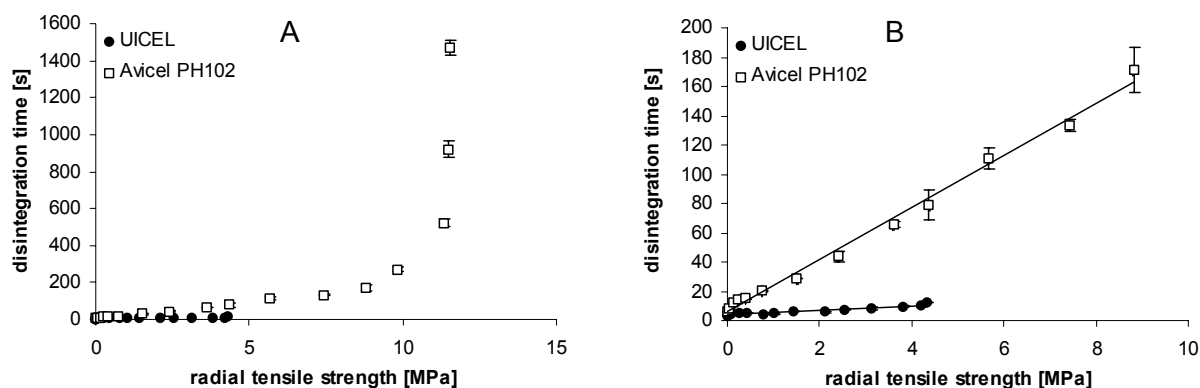 A
UICEL
Avicel PH102
disintegration time [s]
1600
1400
1200
1000
800
600
400
200
0
0 5 10 15
radial tensile strength [MPa]
B
UICEL
Avicel PH102
disintegration time [s]
200
180
160
140
120
100
80
60
40
20
0
0 2 4 6 8 10
radial tensile strength [MPa]